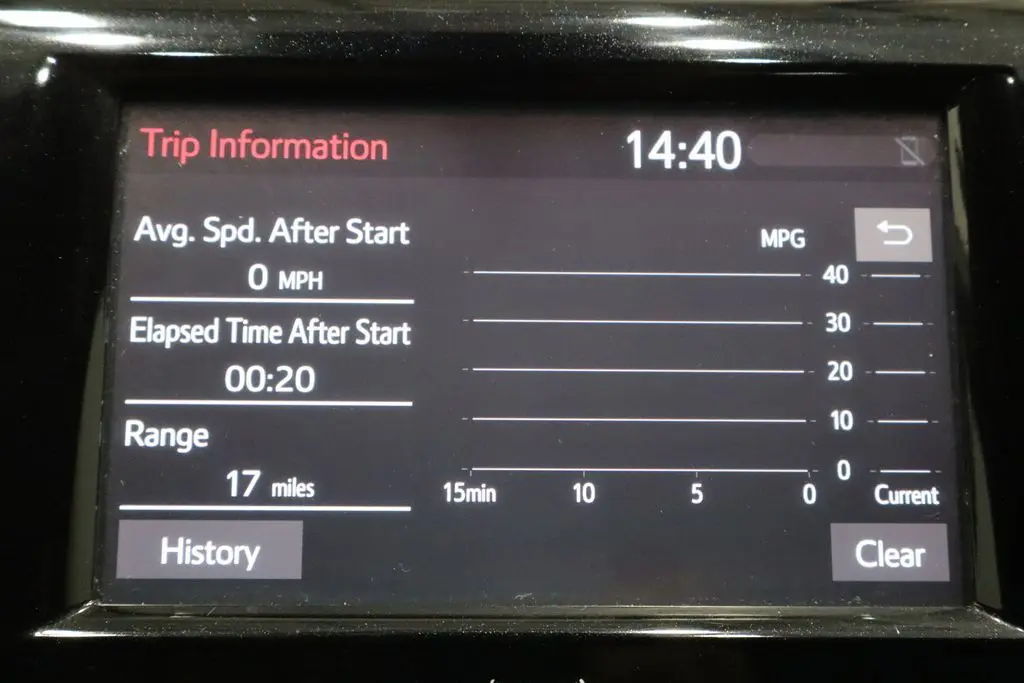 Trip Information 14:40
Avg. Spd. After Start
0 MPH
Elapsed Time After Start
00:20
Range
17 miles
History
MPG
40
30
20
10
0
15min 10 5 0 Current
Clear